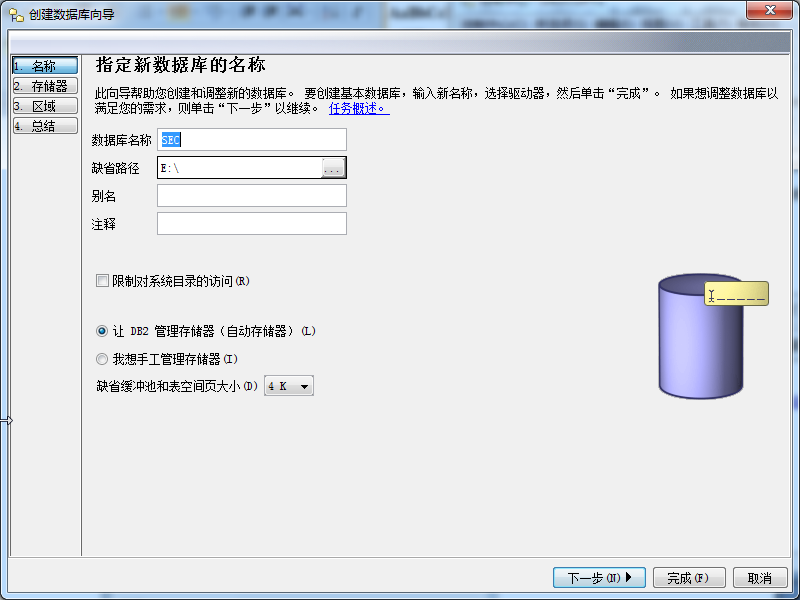 创建数据库向导
1. 名称
2. 存储器
3. 区域
4. 总结
指定新数据库的名称
此向导帮助您创建和调整新的数据库。 要创建基本数据库，输入新名称，选择驱动器，然后单击“完成”。 如果想调整数据库以
满足您的需求，则单击“下一步”以继续。 任务概述。
数据库名称 SEC
缺省路径 E:\ ...
别名
注释
限制对系统目录的访问(R)
让 DB2 管理存储器（自动存储器）(L)
我想手工管理存储器(I)
缺省缓冲池和表空间页大小(D) 4 K
下一步(N) 完成(F) 取消